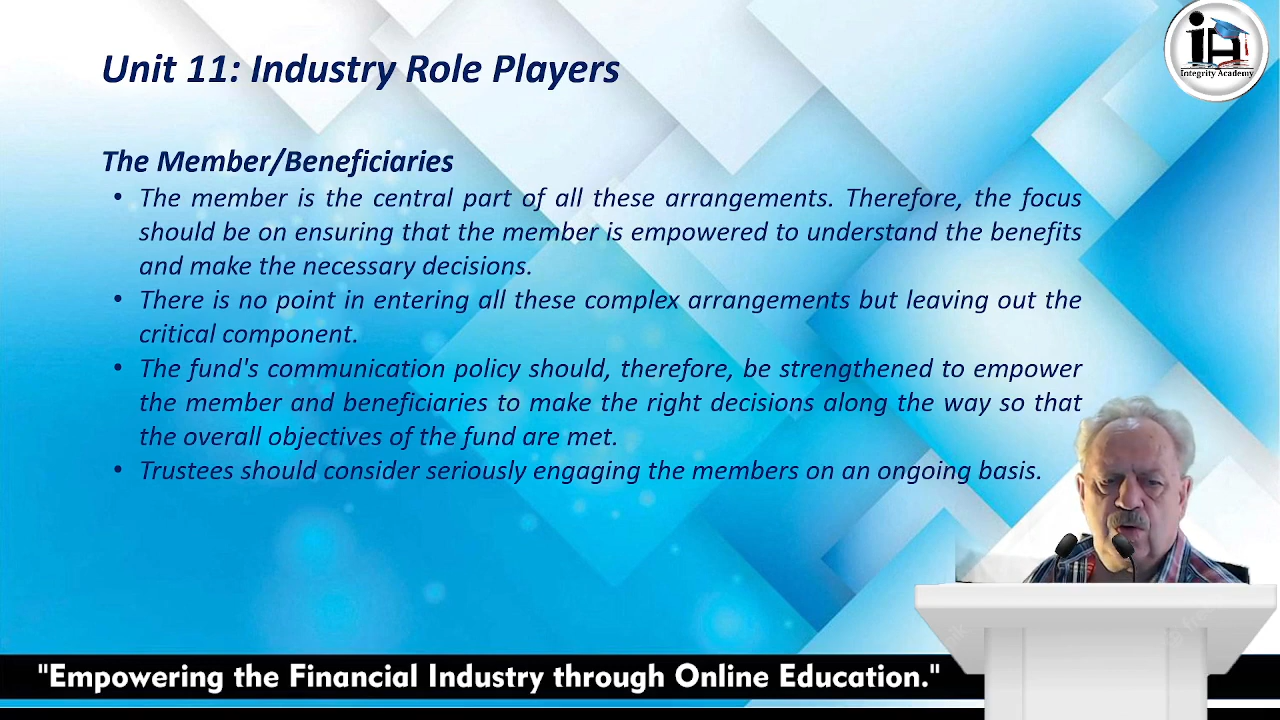 Unit 11: Industry Role Players
Integrity Academy
The Member/Beneficiaries
• The member is the central part of all these arrangements. Therefore, the focus
should be on ensuring that the member is empowered to understand the benefits
and make the necessary decisions.
• There is no point in entering all these complex arrangements but leaving out the
critical component.
• The fund's communication policy should, therefore, be strengthened to empower
the member and beneficiaries to make the right decisions along the way so that
the overall objectives of the fund are met.
• Trustees should consider seriously engaging the members on an ongoing basis.
"Empowering the Financial Industry through Online Education."